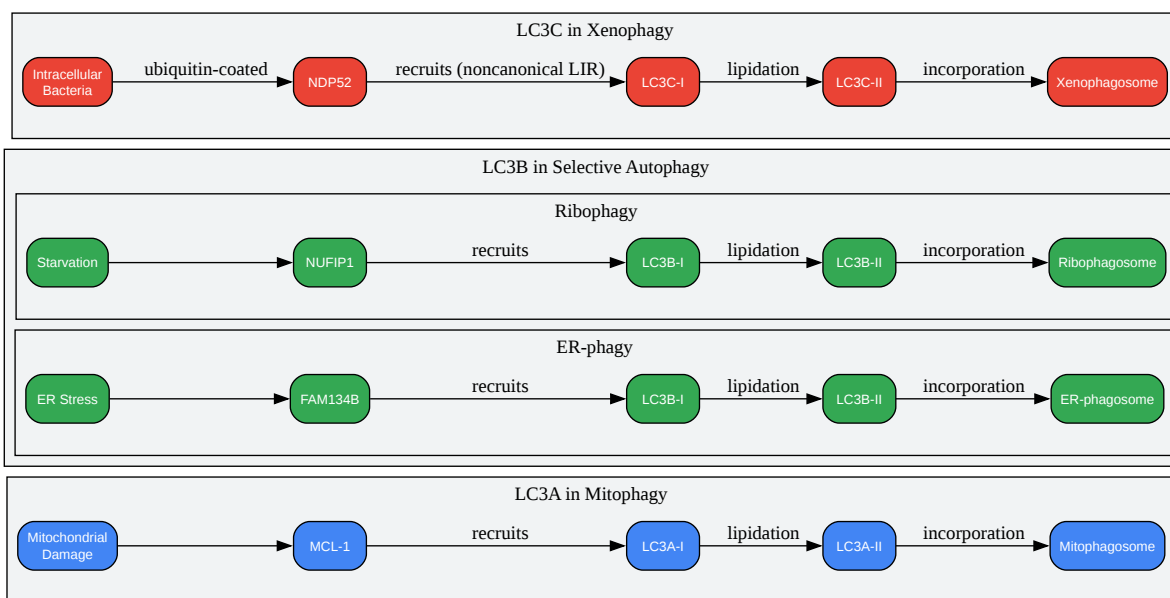 LC3C in Xenophagy
Intracellular
Bacteria
ubiquitin-coated
NDP52
recruits (noncanonical LIR)
LC3C-I
lipidation
LC3C-II
incorporation
Xenophagosome
LC3B in Selective Autophagy
Ribophagy
Starvation
NUFIP1
recruits
LC3B-I
lipidation
LC3B-II
incorporation
Ribophagosome
ER-phagy
ER Stress
FAM134B
recruits
LC3B-I
lipidation
LC3B-II
incorporation
ER-phagosome
LC3A in Mitophagy
Mitochondrial
Damage
MCL-1
recruits
LC3A-I
lipidation
LC3A-II
incorporation
Mitophagosome